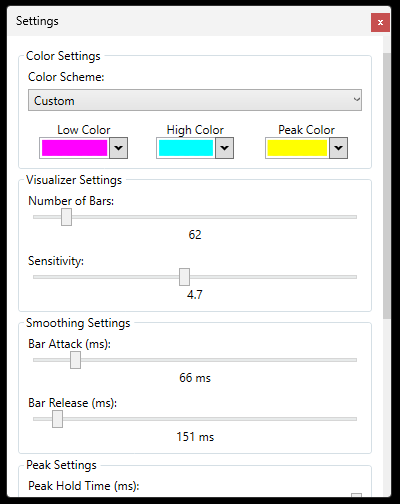 Settings
x
Color Settings
Color Scheme:
Custom
Low Color High Color Peak Color
Visualizer Settings
Number of Bars:
62
Sensitivity:
4.7
Smoothing Settings
Bar Attack (ms):
66 ms
Bar Release (ms):
151 ms
Peak Settings
Peak Hold Time (ms):